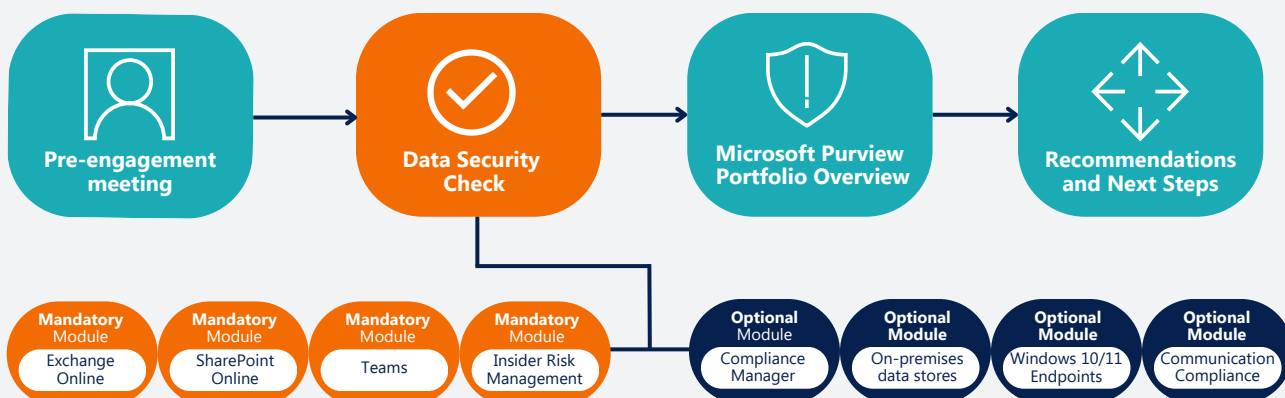 Pre-engagement
meeting
Data Security
Check
Microsoft Purview
Portfolio Overview
Recommendations
and Next Steps
Mandatory
Module
Exchange
Online
Mandatory
Module
SharePoint
Online
Mandatory
Module
Teams
Mandatory
Module
Insider Risk
Management
Optional
Module
Compliance
Manager
Optional
Module
On-premises
data stores
Optional
Module
Windows 10/11
Endpoints
Optional
Module
Communication
Compliance